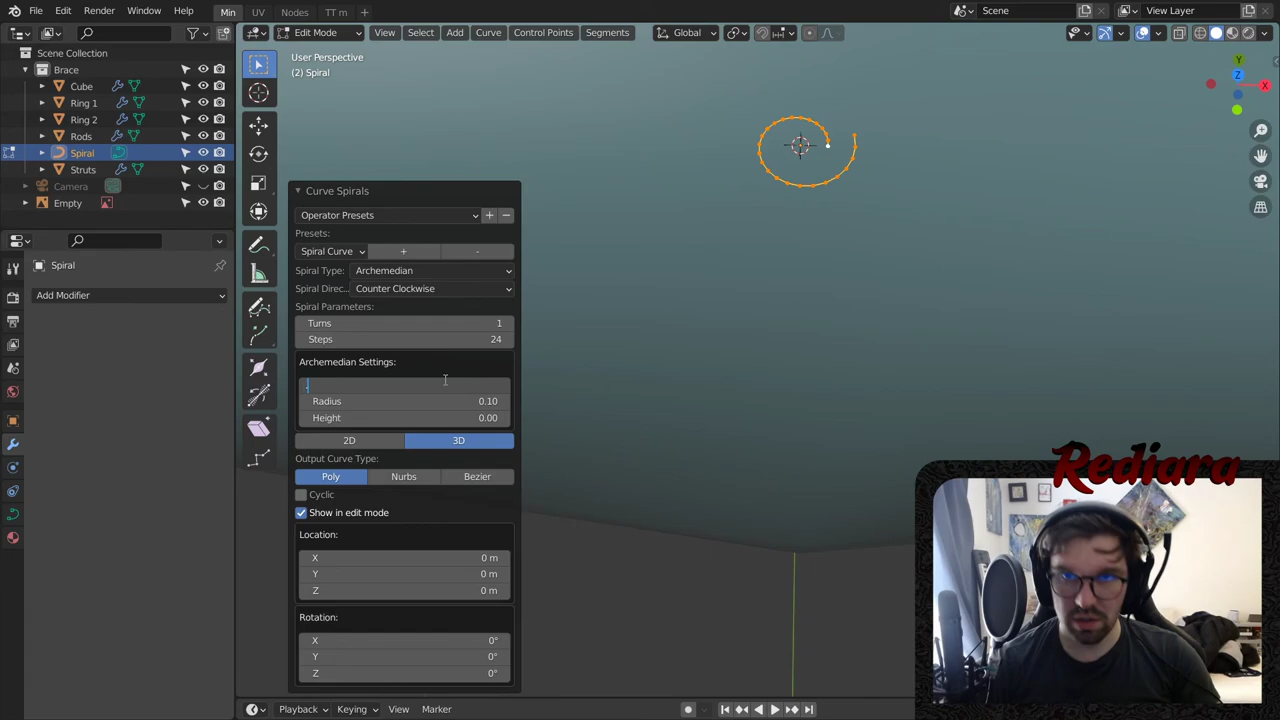 File Edit Render Window Help Min UV Nodes TT m + Scene View Layer
Edit Mode View Select Add Curve Control Points Segments Global
Scene Collection
Brace
Cube
Ring 1
Ring 2
Rods
Spiral
Struts
Camera
Empty
Spiral
Add Modifier
User Perspective
(2) Spiral
Y
Z
X
Curve Spirals
Operator Presets + −
Presets:
Spiral Curve + -
Spiral Type: Archemedian
Spiral Direc... Counter Clockwise
Spiral Parameters:
Turns 1
Steps 24
Archemedian Settings:
Radius 0.10
Height 0.00
2D 3D
Output Curve Type:
Poly Nurbs Bezier
Cyclic
Show in edit mode
Location:
X 0 m
Y 0 m
Z 0 m
Rotation:
X 0°
Y 0°
Z 0°
Rediara
Playback Keying View Marker